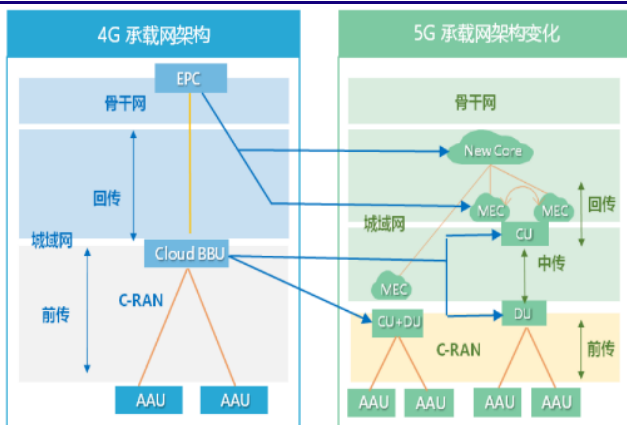 4G 承载网架构
EPC
骨干网
回传
城域网
Cloud BBU
C-RAN
前传
AAU
AAU
5G 承载网架构变化
骨干网
New Core
MEC
MEC
回传
城域网
CU
中传
MEC
CU+DU
DU
C-RAN
前传
AAU
AAU
AAU
AAU